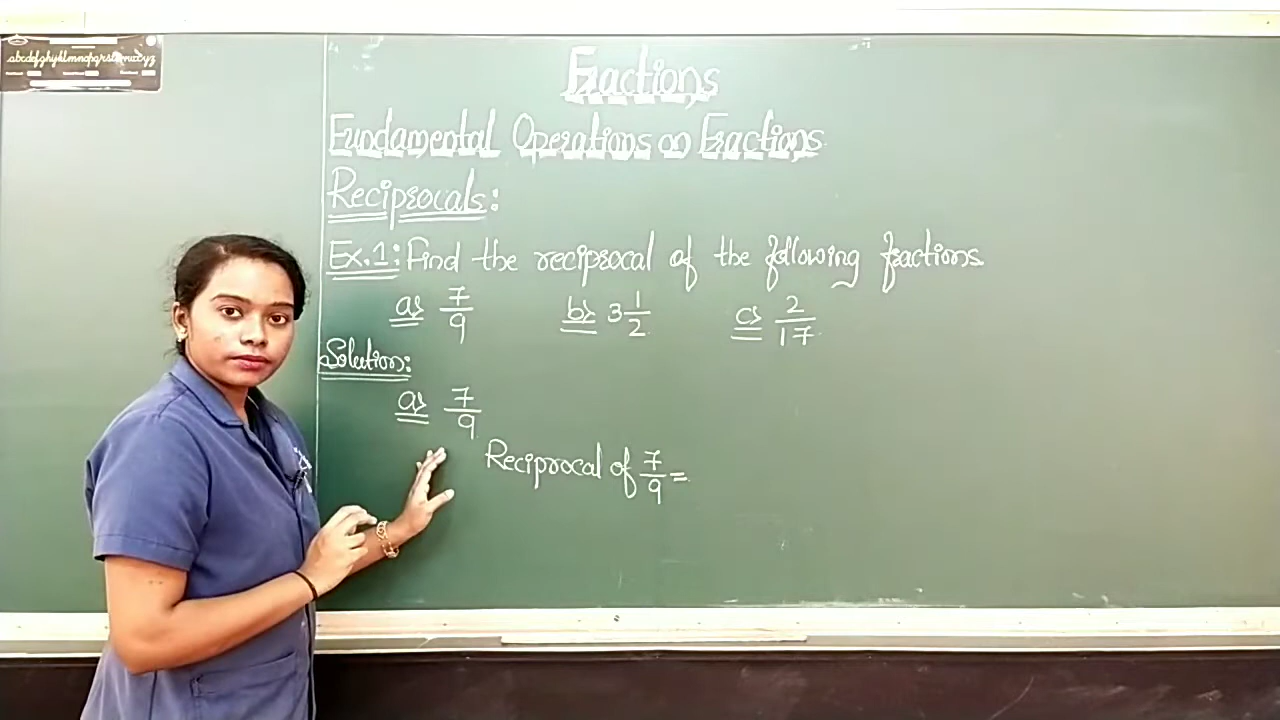 abcdefghijklmnopqrstuvwxyz
Fractions
Fundamental Operations on Fractions
Reciprocals:
Ex.1: Find the reciprocal of the following fractions
a) 7/9 b) 3 1/2 c) 2/17
Solution:
a) 7/9
Reciprocal of 7/9 =